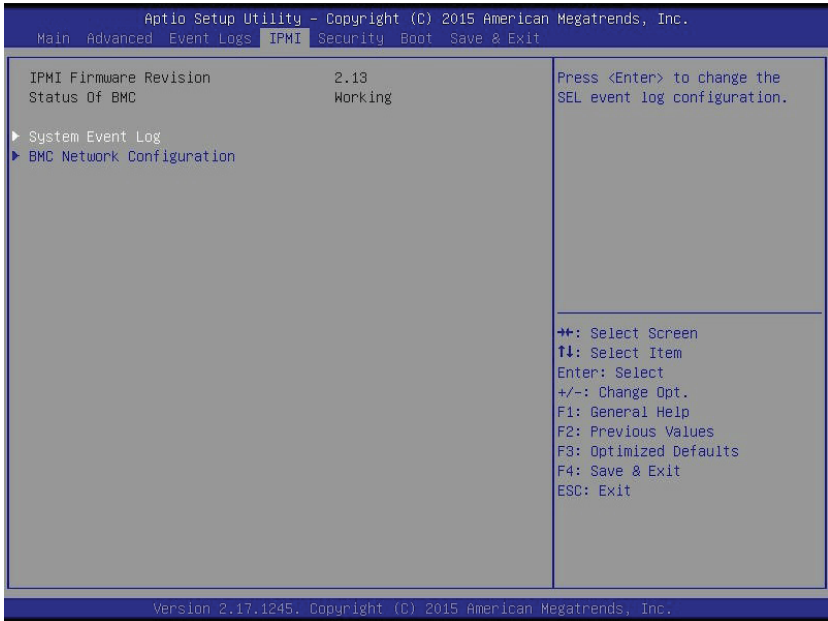 Aptio Setup Utility – Copyright (C) 2015 American Megatrends, Inc.
Main Advanced Event Logs IPMI Security Boot Save & Exit
IPMI Firmware Revision 2.13
Status Of BMC Working
▶ System Event Log
▶ BMC Network Configuration
Press <Enter> to change the
SEL event log configuration.
→←: Select Screen
↑↓: Select Item
Enter: Select
+/-: Change Opt.
F1: General Help
F2: Previous Values
F3: Optimized Defaults
F4: Save & Exit
ESC: Exit
Version 2.17.1245. Copyright (C) 2015 American Megatrends, Inc.